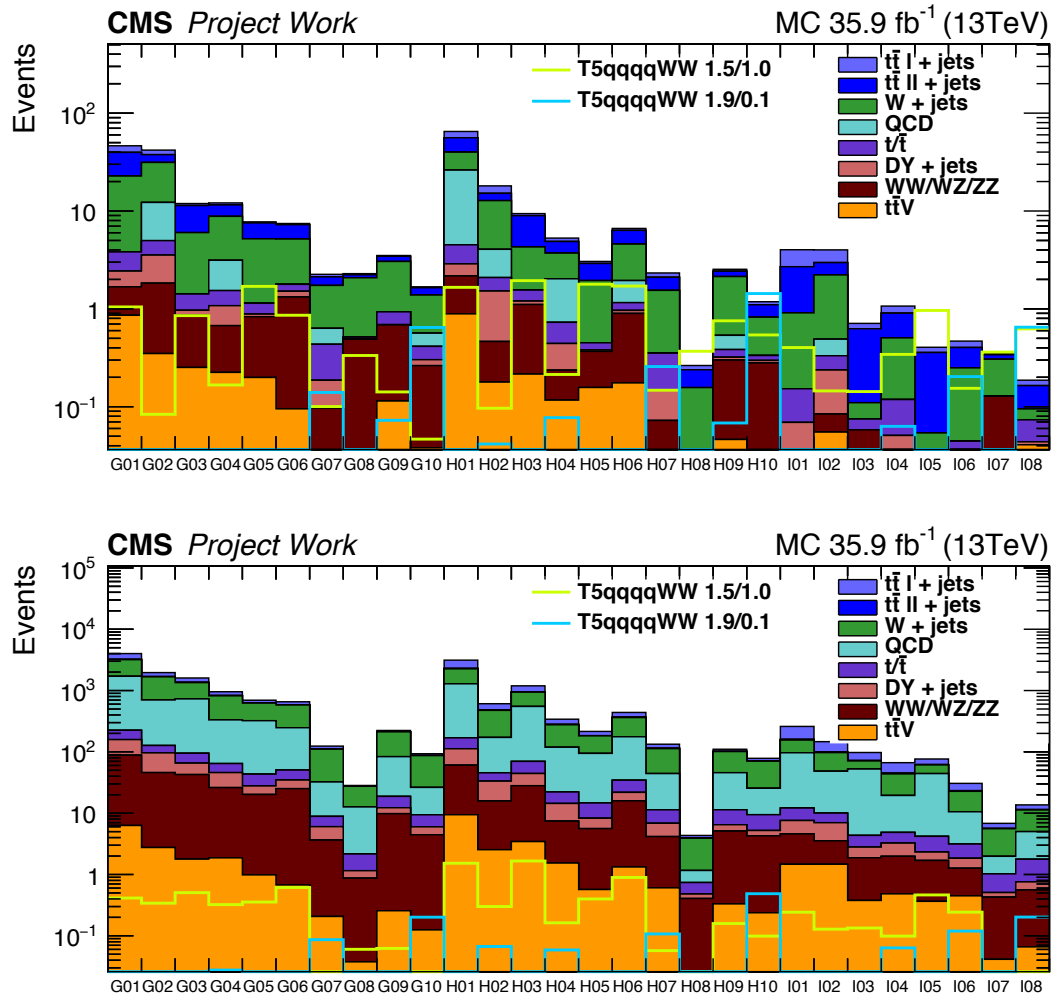 CMS Project Work MC 35.9 fb⁻¹ (13TeV)
Events
10²
10
1
10⁻¹
T5qqqqWW 1.5/1.0
T5qqqqWW 1.9/0.1
tt̄ l + jets
tt̄ ll + jets
W + jets
QCD
t/t̄
DY + jets
WW/WZ/ZZ
tt̄V
G01 G02 G03 G04 G05 G06 G07 G08 G09 G10 H01 H02 H03 H04 H05 H06 H07 H08 H09 H10 I01 I02 I03 I04 I05 I06 I07 I08
CMS Project Work MC 35.9 fb⁻¹ (13TeV)
Events
10⁵
10⁴
10³
10²
10
1
10⁻¹
T5qqqqWW 1.5/1.0
T5qqqqWW 1.9/0.1
tt̄ l + jets
tt̄ ll + jets
W + jets
QCD
t/t̄
DY + jets
WW/WZ/ZZ
tt̄V
G01 G02 G03 G04 G05 G06 G07 G08 G09 G10 H01 H02 H03 H04 H05 H06 H07 H08 H09 H10 I01 I02 I03 I04 I05 I06 I07 I08